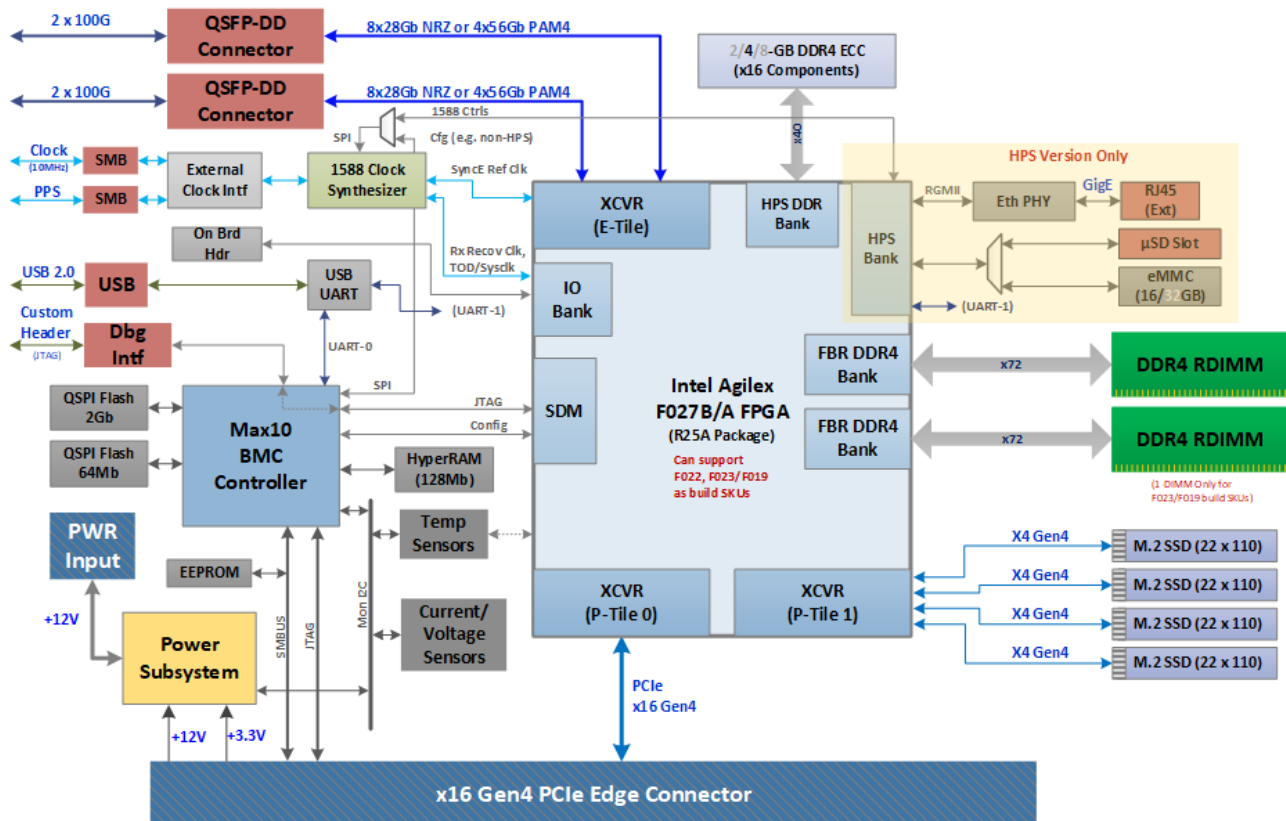 2 x 100G
QSFP-DD
Connector
8x28Gb NRZ or 4x56Gb PAM4
2 x 100G
QSFP-DD
Connector
8x28Gb NRZ or 4x56Gb PAM4
2/4/8-GB DDR4 ECC
(x16 Components)
x40
1588 Ctrls
SPI
Cfg (e.g. non-HPS)
Clock
(10MHz)
SMB
PPS
SMB
External
Clock Intf
1588 Clock
Synthesizer
SyncE Ref Clk
Rx Recov Clk,
TOD/Sysclk
On Brd
Hdr
USB 2.0
USB
USB
UART
(UART-1)
UART-0
Custom
Header
(JTAG)
Dbg
Intf
SPI
JTAG
Config
QSPI Flash
2Gb
QSPI Flash
64Mb
Max10
BMC
Controller
HyperRAM
(128Mb)
Temp
Sensors
Current/
Voltage
Sensors
EEPROM
SMBUS
JTAG
Mon I2C
PWR
Input
+12V
Power
Subsystem
+12V
+3.3V
XCVR
(E-Tile)
HPS DDR
Bank
HPS
Bank
IO
Bank
SDM
FBR DDR4
Bank
FBR DDR4
Bank
Intel Agilex
F027B/A FPGA
(R25A Package)
Can support
F022, F023/F019
as build SKUs
XCVR
(P-Tile 0)
XCVR
(P-Tile 1)
HPS Version Only
RGMII
Eth PHY
GigE
RJ45
(Ext)
µSD Slot
eMMC
(16/32GB)
(UART-1)
x72
DDR4 RDIMM
x72
DDR4 RDIMM
(1 DIMM Only for
F023/F019 build SKUs)
X4 Gen4
M.2 SSD (22 x 110)
X4 Gen4
M.2 SSD (22 x 110)
X4 Gen4
M.2 SSD (22 x 110)
X4 Gen4
M.2 SSD (22 x 110)
PCIe
x16 Gen4
x16 Gen4 PCIe Edge Connector